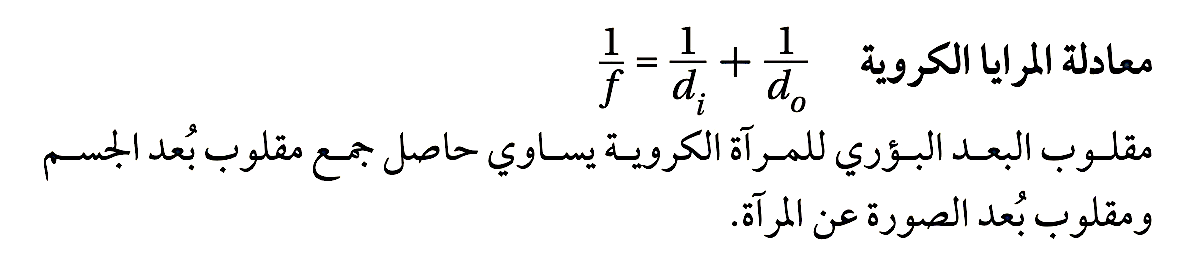 معادلة المرايا الكروية 1/f = 1/d_i + 1/d_o
مقلوب البعد البؤري للمرآة الكروية يساوي حاصل جمع مقلوب بُعد الجسم
ومقلوب بُعد الصورة عن المرآة.